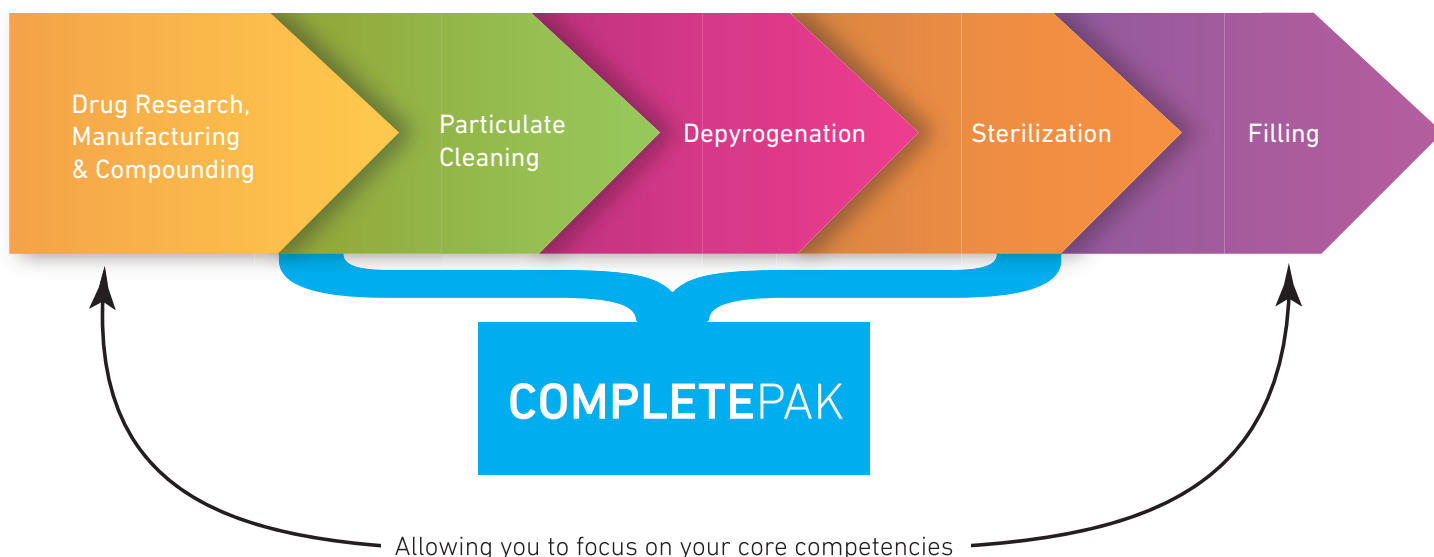 Drug Research,
Manufacturing
& Compounding
Particulate
Cleaning
Depyrogenation
Sterilization
Filling
COMPLETEPAK
Allowing you to focus on your core competencies